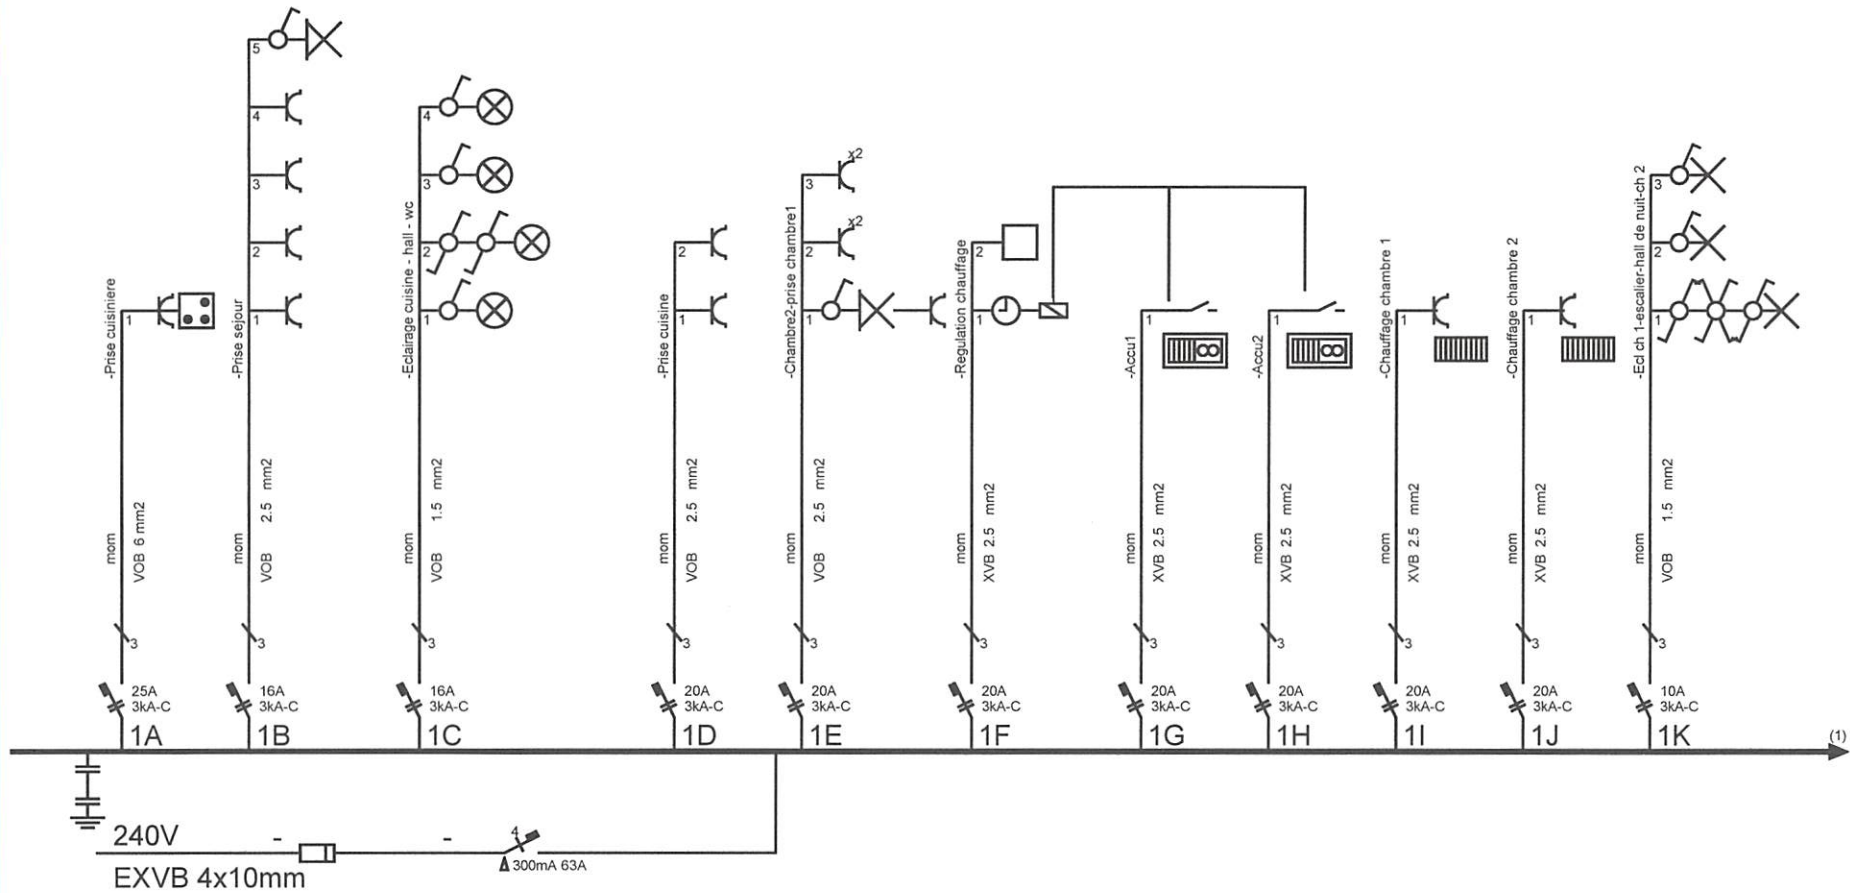 5
4
3
2
1
4
3
2
1
x2
3
x2
2
1
2
1
2
1
3
2
1
1
1
1
1
1
1
-Prise cuisiniere
-Prise sejour
-Eclairage cuisine - hall - wc
-Prise cuisine
-Chambre2-prise chambre1
-Regulation chauffage
-Accu1
-Accu2
-Chauffage chambre 1
-Chauffage chambre 2
-Ecl ch 1-escalier-hall de nuit-ch 2
mom
VOB 6 mm2
mom
VOB 2.5 mm2
mom
VOB 1.5 mm2
mom
VOB 2.5 mm2
mom
VOB 2.5 mm2
mom
XVB 2.5 mm2
mom
XVB 2.5 mm2
mom
XVB 2.5 mm2
mom
XVB 2.5 mm2
mom
XVB 2.5 mm2
mom
VOB 1.5 mm2
3 3 3 3 3 3 3 3 3 3 3
25A 16A 16A 20A 20A 20A 20A 20A 20A 20A 10A
3kA-C 3kA-C 3kA-C 3kA-C 3kA-C 3kA-C 3kA-C 3kA-C 3kA-C 3kA-C 3kA-C
1A 1B 1C 1D 1E 1F 1G 1H 1I 1J 1K
(1)
240V - - 4
Δ 300mA 63A
EXVB 4x10mm